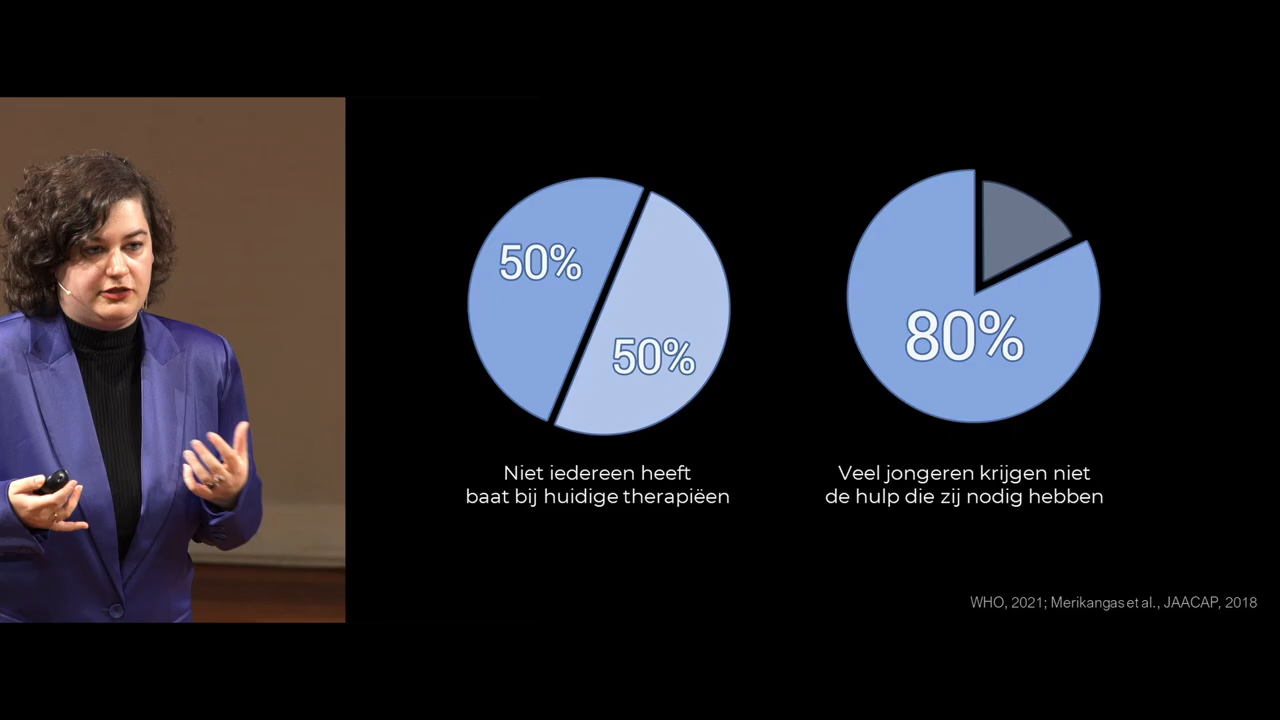 50%
50%
Niet iedereen heeft
baat bij huidige therapieën
80%
Veel jongeren krijgen niet
de hulp die zij nodig hebben
WHO, 2021; Merikangas et al., JAACAP, 2018